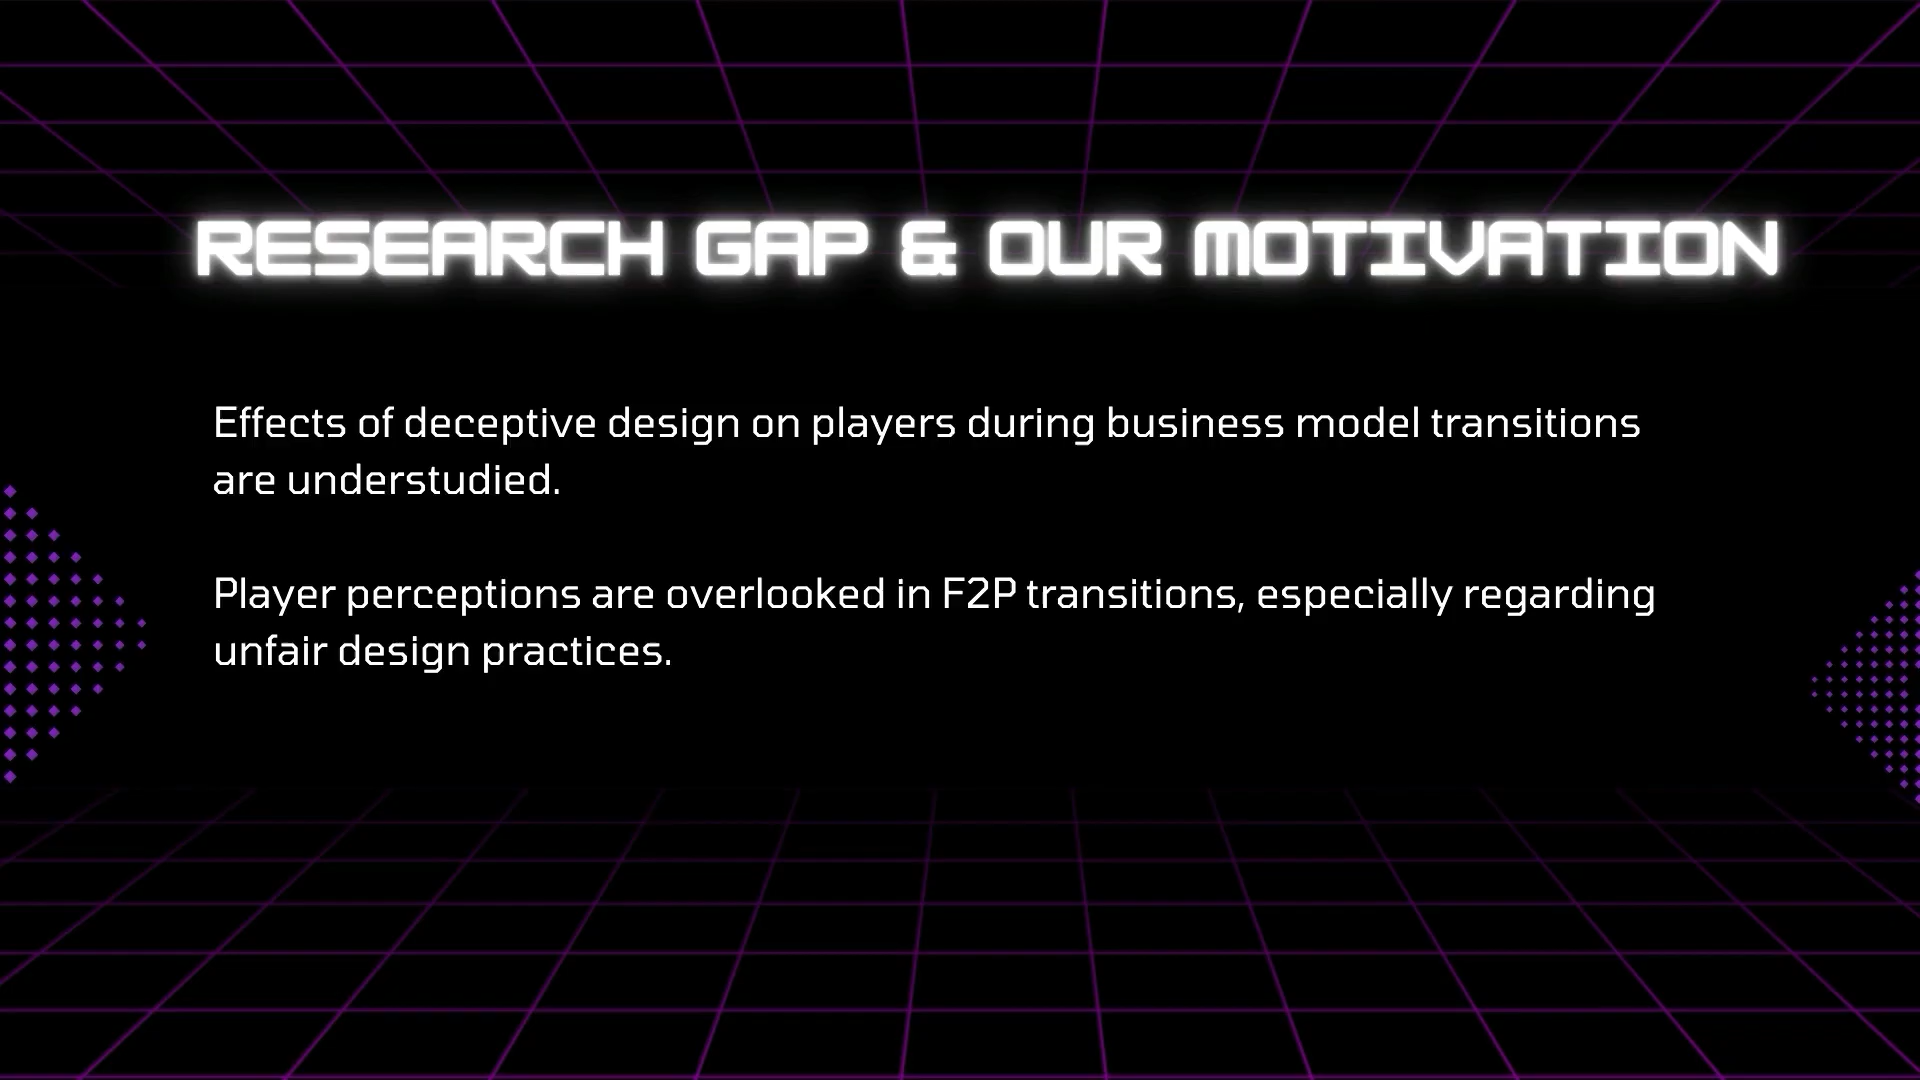 RESEARCH GAP & OUR MOTIVATION
Effects of deceptive design on players during business model transitions
are understudied.
Player perceptions are overlooked in F2P transitions, especially regarding
unfair design practices.